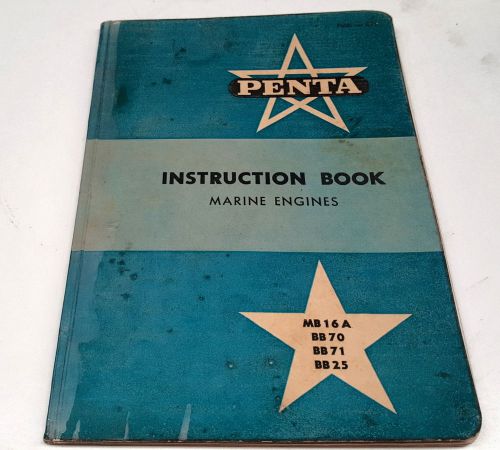 PENTA
INSTRUCTION BOOK
MARINE ENGINES
MB 16 A
BB 70
BB 71
BB 25